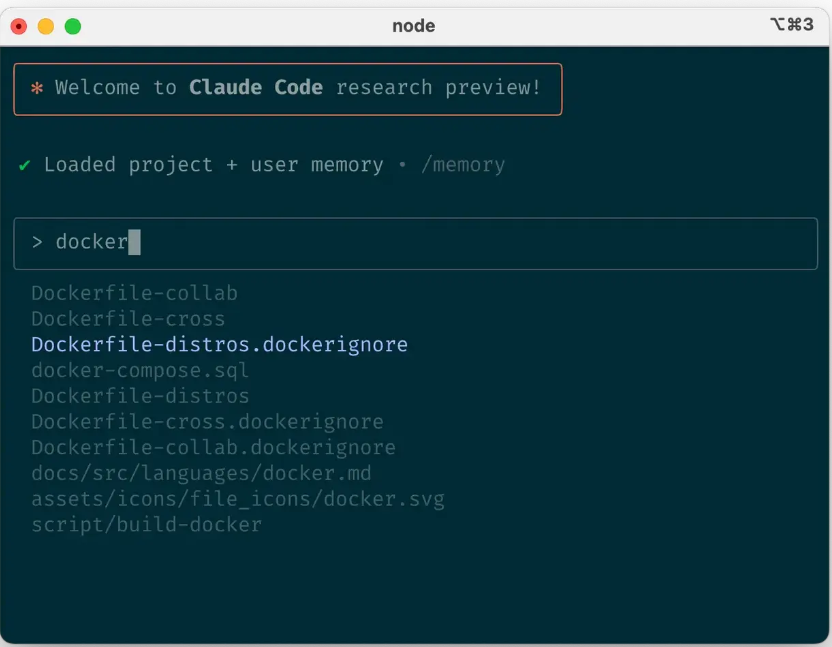 node
⌥⌘3
* Welcome to Claude Code research preview!
✔ Loaded project + user memory • /memory
> docker
Dockerfile-collab
Dockerfile-cross
Dockerfile-distros.dockerignore
docker-compose.sql
Dockerfile-distros
Dockerfile-cross.dockerignore
Dockerfile-collab.dockerignore
docs/src/languages/docker.md
assets/icons/file_icons/docker.svg
script/build-docker